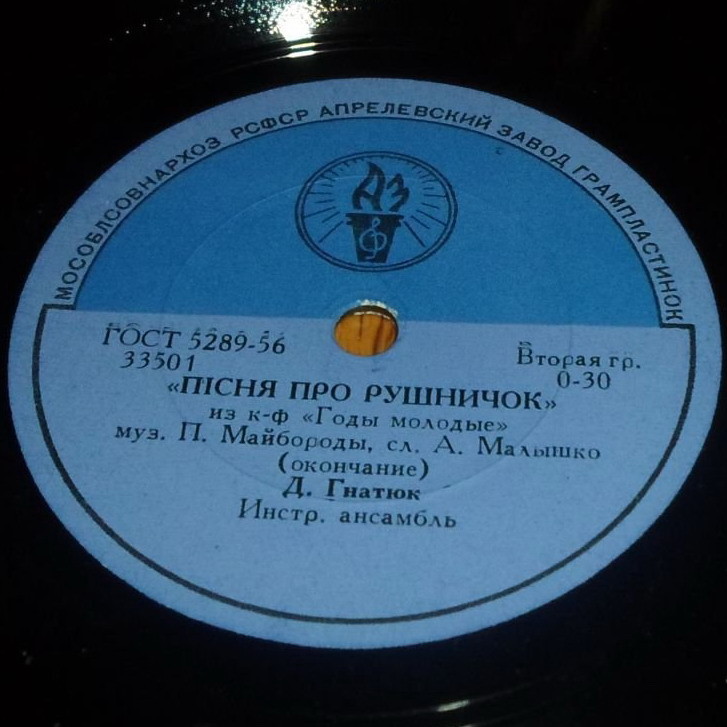 МОСОБЛСОВНАРХОЗ РСФСР АПРЕЛЕВСКИЙ ЗАВОД ГРАМПЛАСТИНОК
АЗ
ГОСТ 5289-56
33501
Вторая гр.
0-30
«ПІСНЯ ПРО РУШНИЧОК»
из к-ф «Годы молодые»
муз. П. Майбороды, сл. А. Малышко
(окончание)
Д. Гнатюк
Инстр. ансамбль